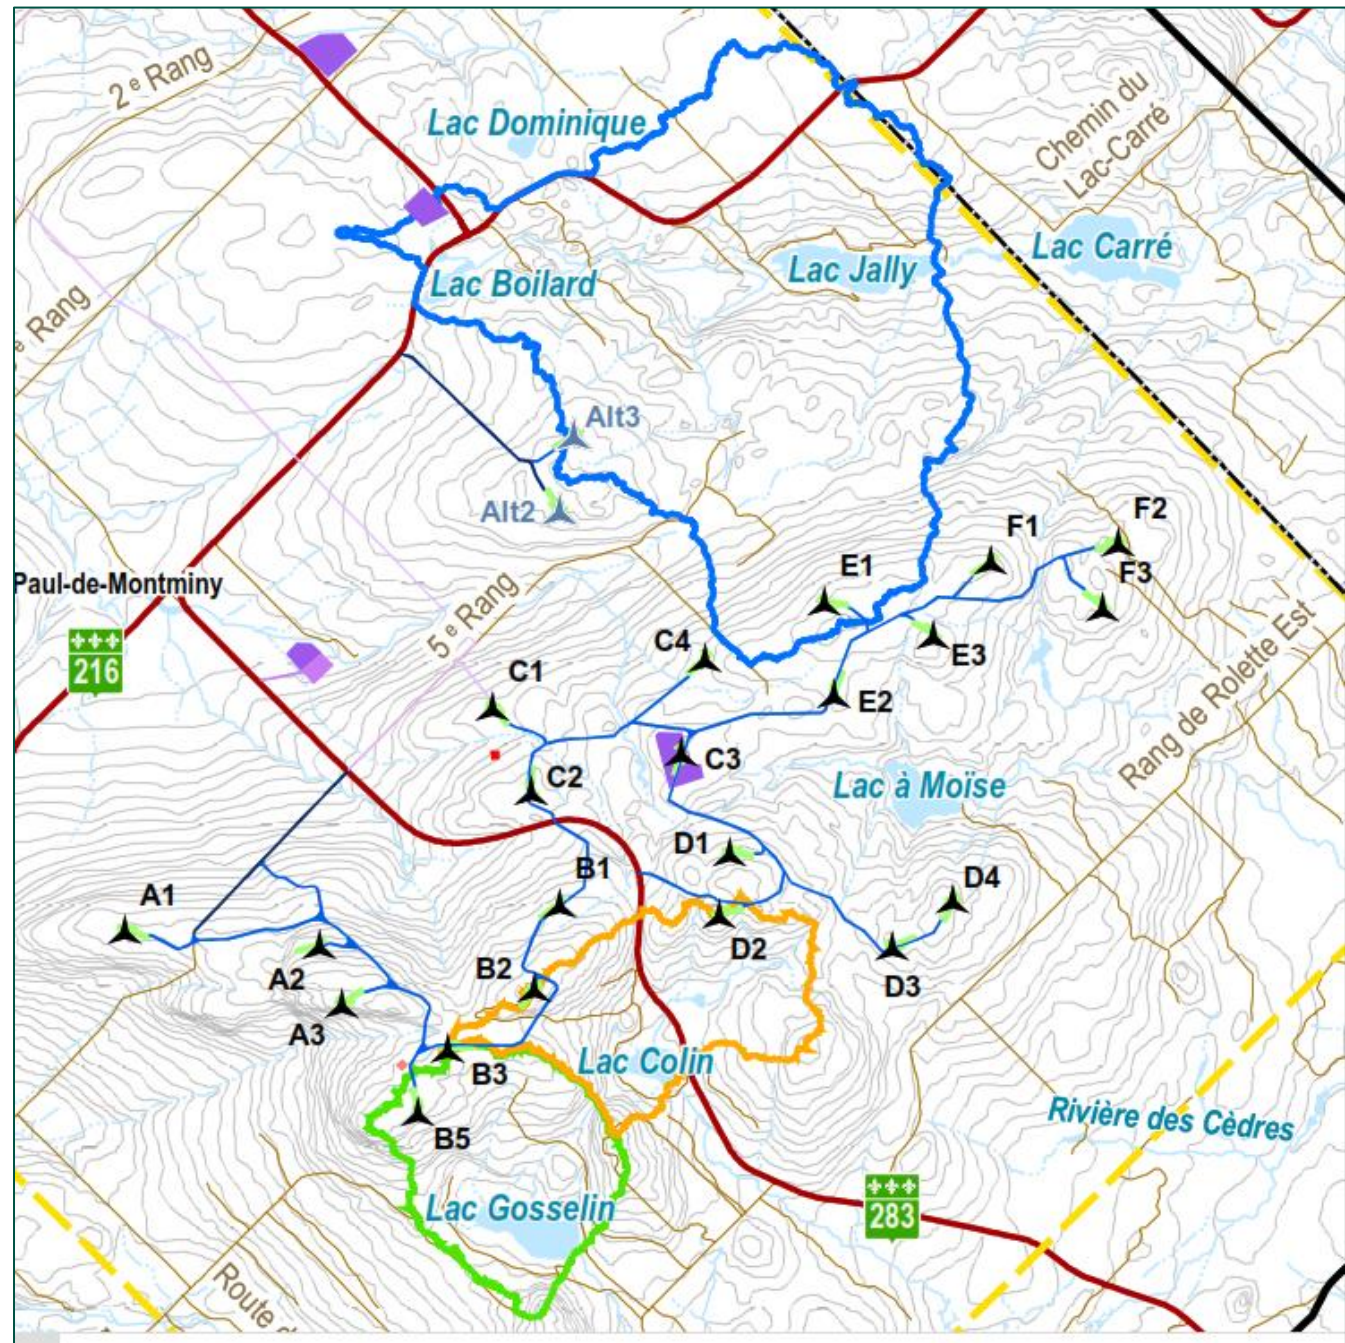 2 e Rang
Lac Dominique
Chemin du
Lac-Carré
Lac Carré
Lac Jally
Lac Boilard
e Rang
Alt3
Alt2
F2
F1
F3
E1
Paul-de-Montminy
5 e Rang
C4
E3
216
C1
E2
Rang de Rolette Est
C3
C2
Lac à Moïse
D1
B1
D4
A1
D2
B2
A2
D3
A3
Lac Colin
B3
Rivière des Cèdres
B5
Lac Gosselin
283
Route d